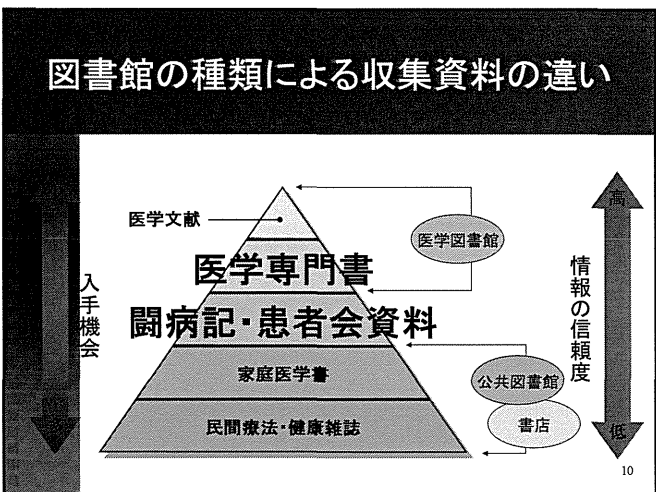 図書館の種類による収集資料の違い
医学文献
医学図書館
医学専門書
闘病記・患者会資料
入手機会
情報の信頼度
高
家庭医学書
公共図書館
民間療法・健康雑誌
書店
低
10